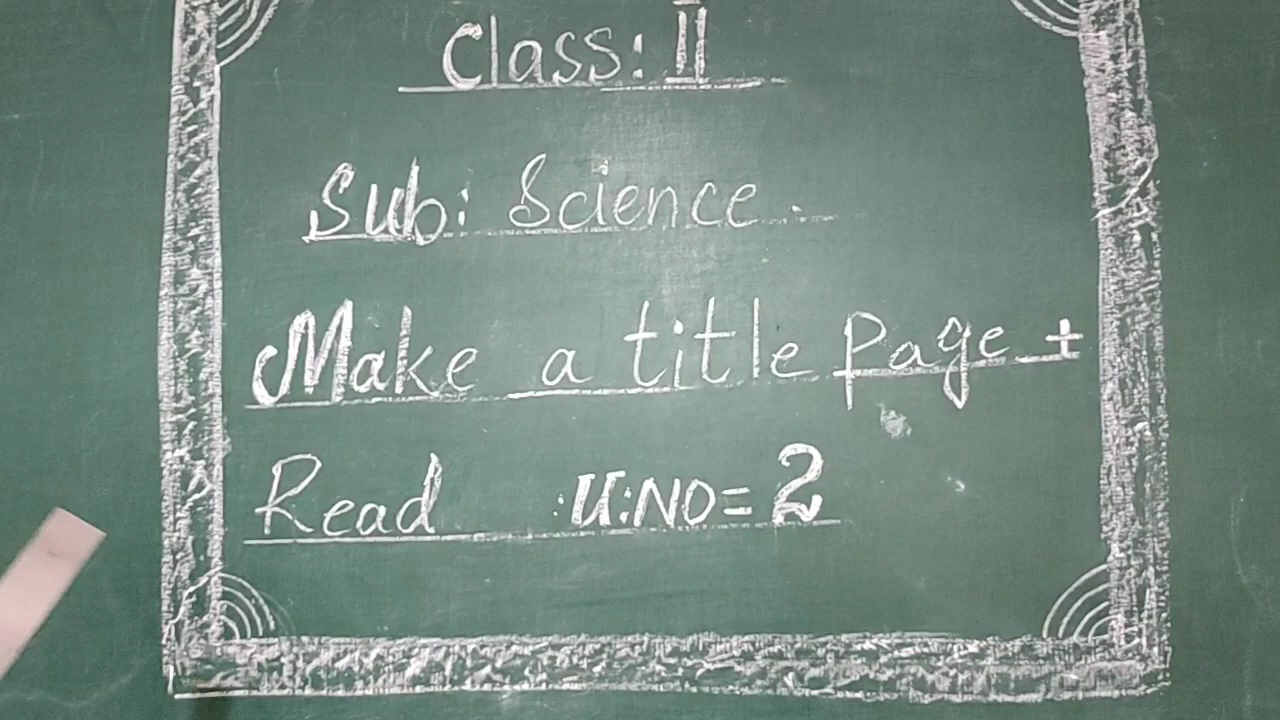 Class: II
Sub: Science.
Make a title Page ±
Read U:NO=2